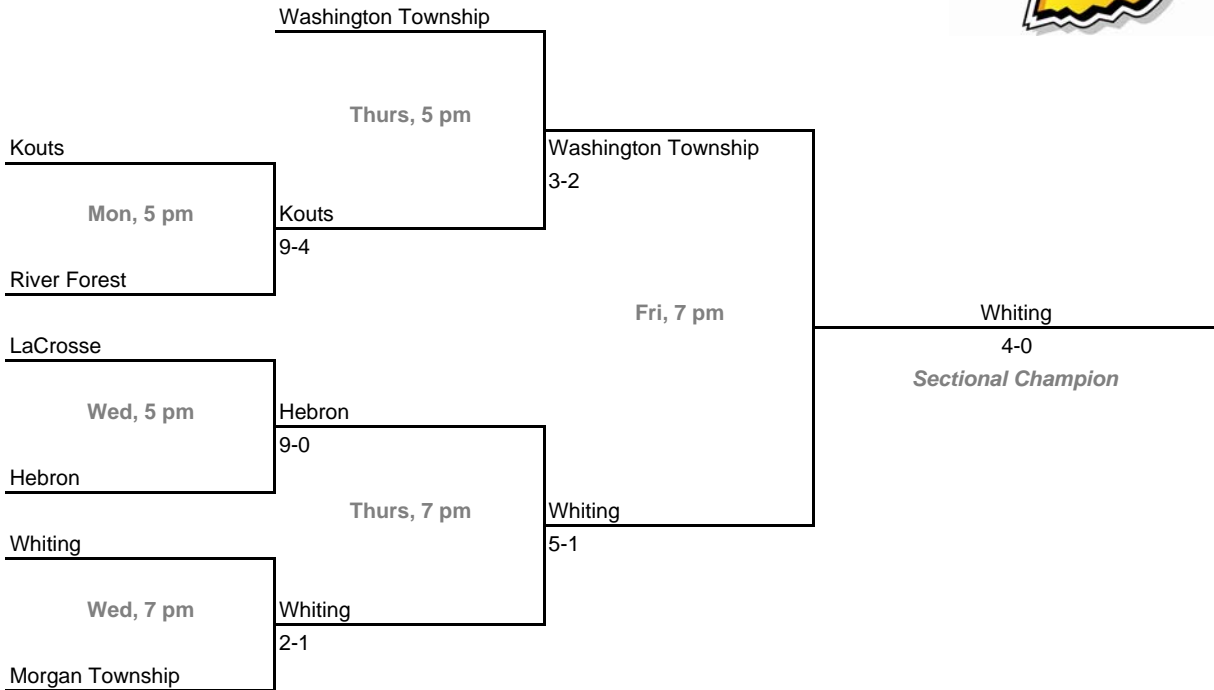 Washington Township
Thurs, 5 pm
Kouts
Washington Township
3-2
Mon, 5 pm
Kouts
9-4
River Forest
Fri, 7 pm
Whiting
LaCrosse
4-0
Sectional Champion
Wed, 5 pm
Hebron
9-0
Hebron
Thurs, 7 pm
Whiting
Whiting
5-1
Wed, 7 pm
Whiting
2-1
Morgan Township